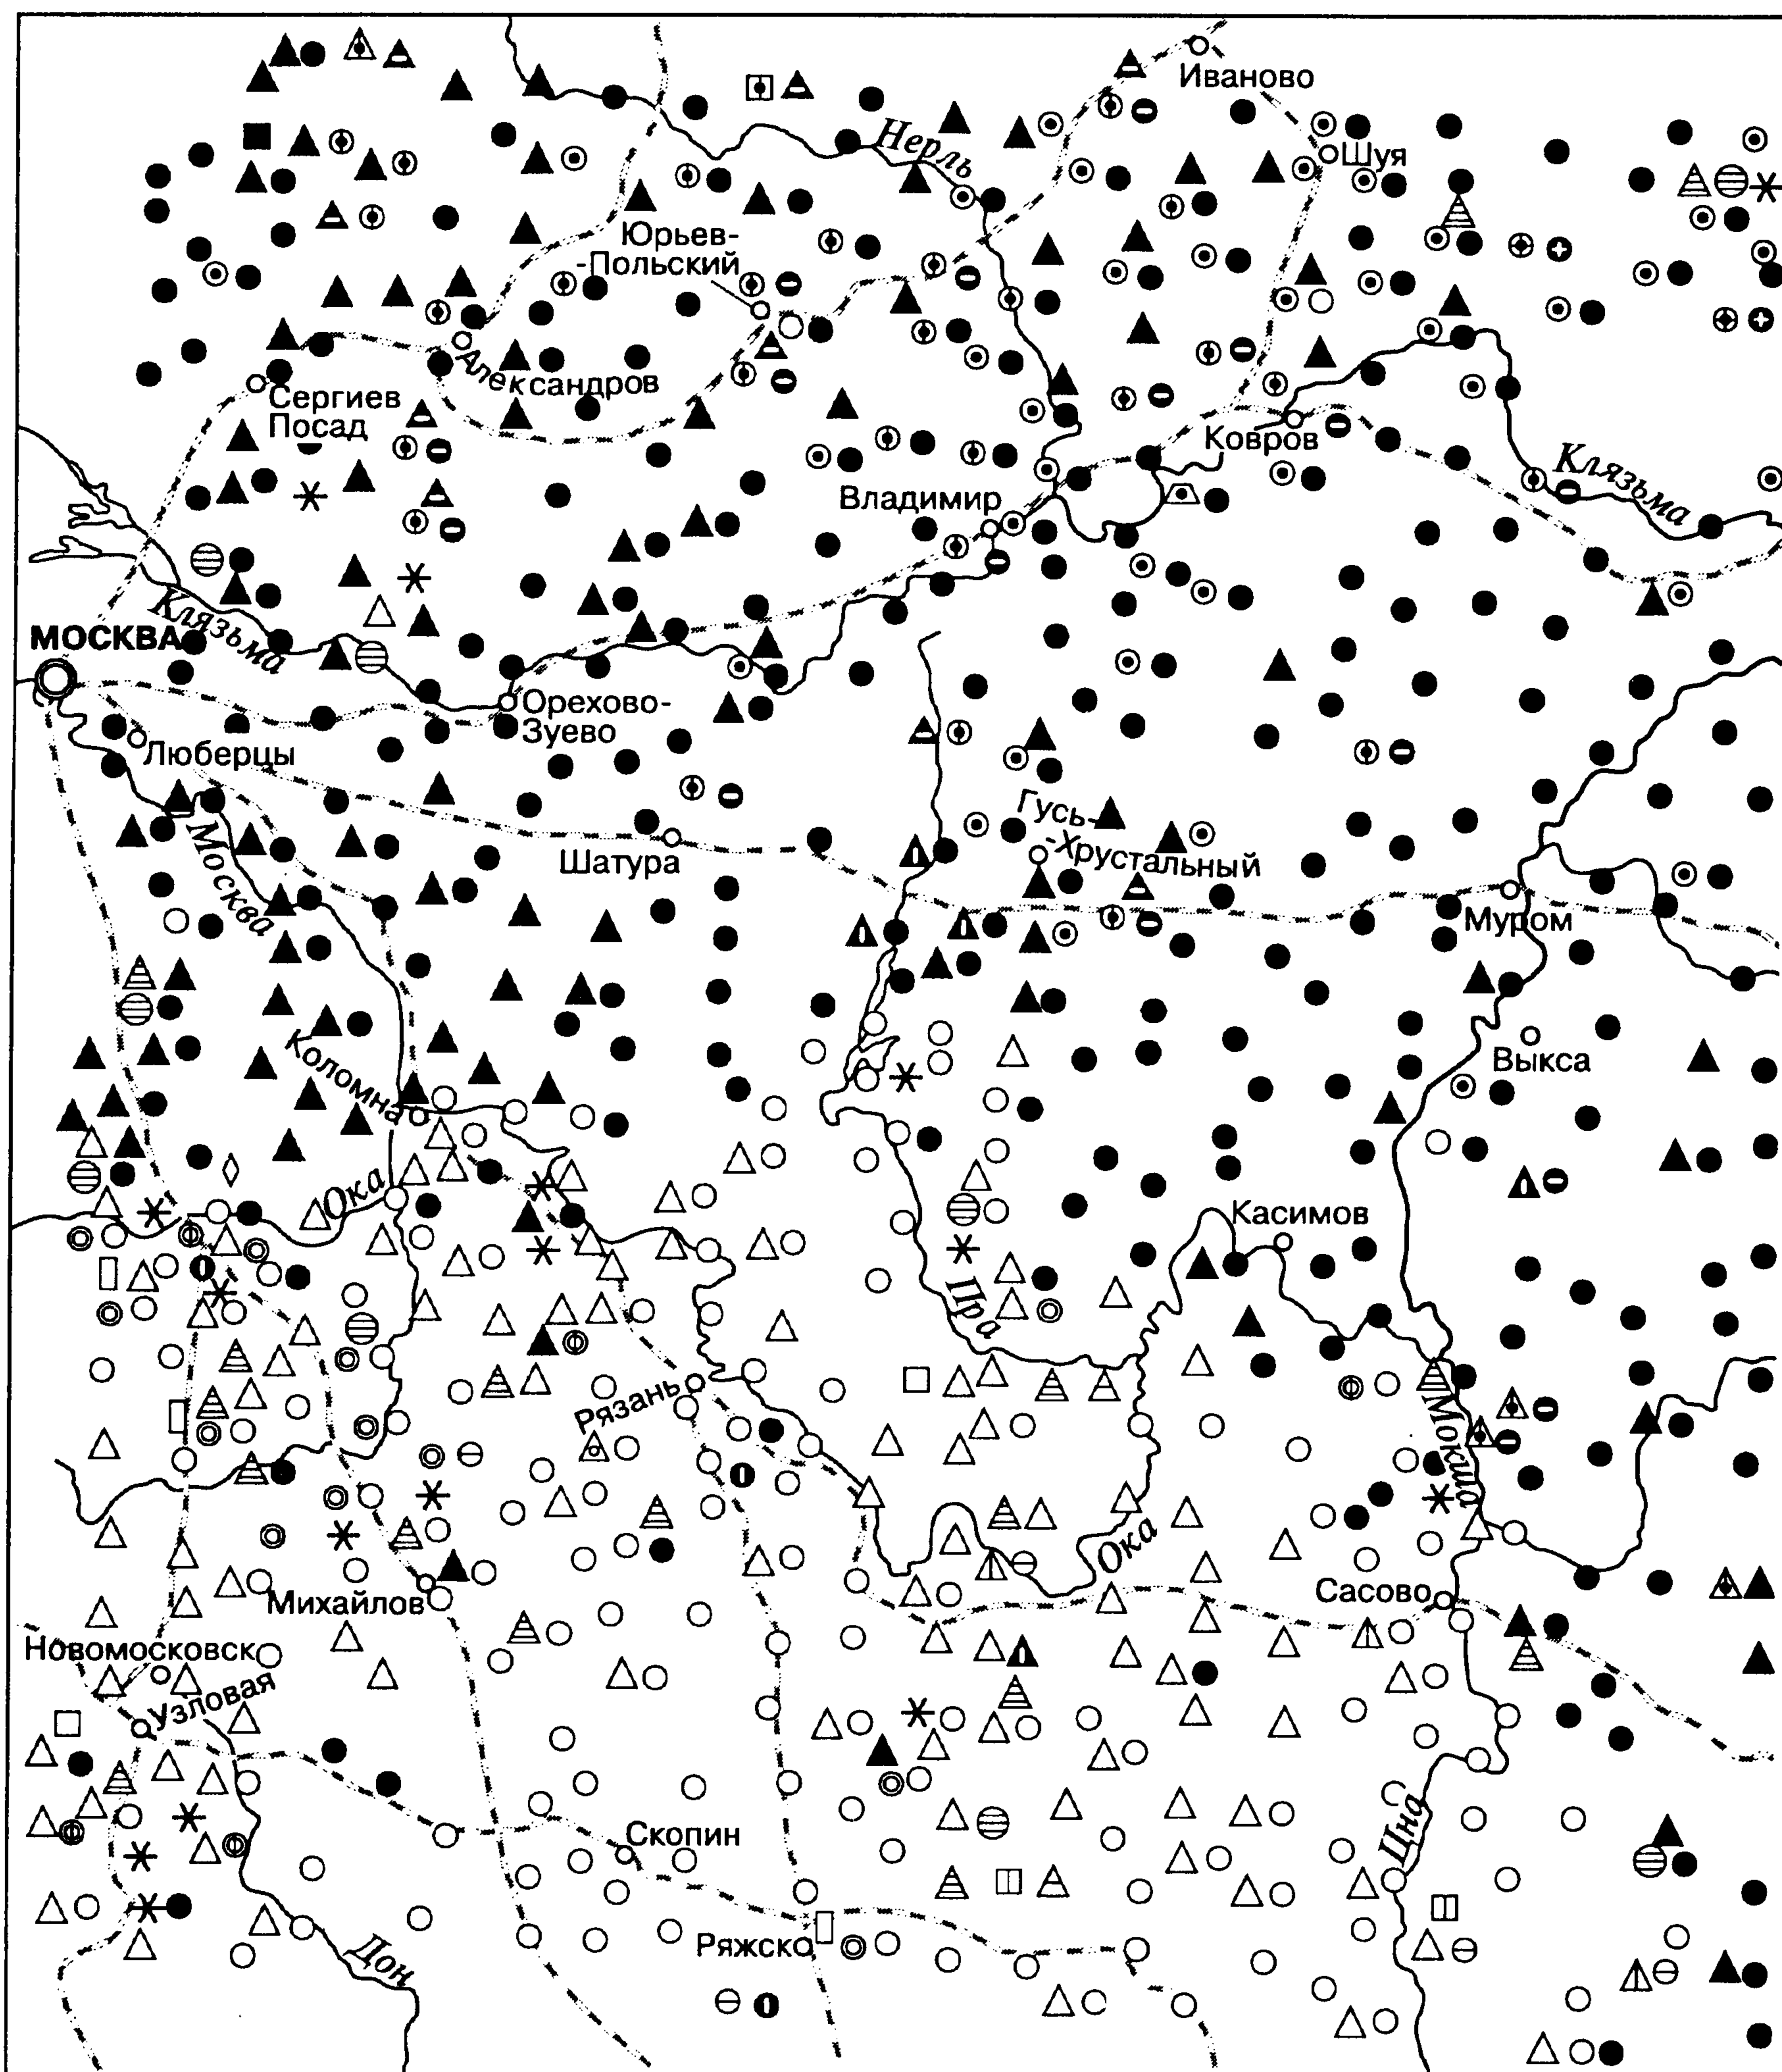 Иваново
Нерль
Шуя
Юрьев-
-Польский
Александров
Сергиев
Посад
Ковров
Клязьма
Владимир
Клязьма
МОСКВА
Орехово-
Зуево
Люберцы
Москва
Шатура
Гусь-
-Хрустальный
Муром
Коломна
Выкса
Ока
Касимов
Пра
Рязань
Мокша
Ока
Михайлов
Сасово
Новомосковск
Узловая
Цна
Скопин
Ряжск
Дон